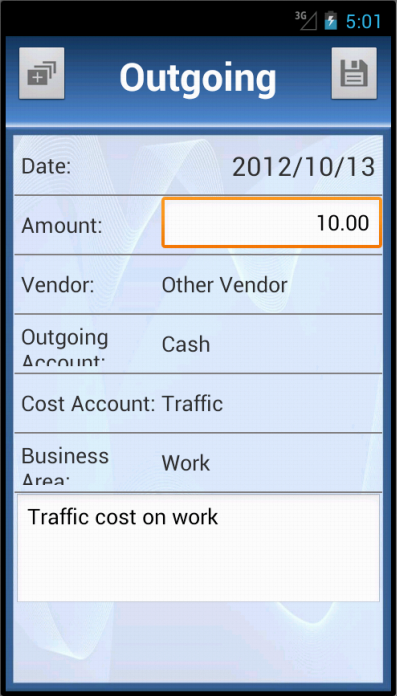 3G 5:01
Outgoing
Date: 2012/10/13
Amount: 10.00
Vendor: Other Vendor
Outgoing
Account: Cash
Cost Account: Traffic
Business
Area: Work
Traffic cost on work